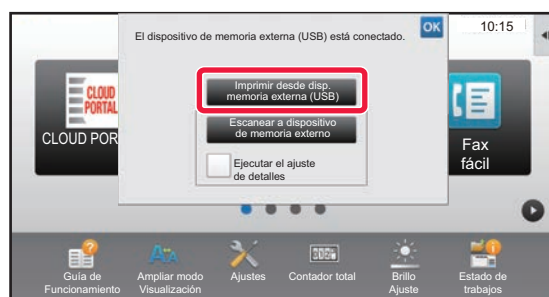 El dispositivo de memoria externa (USB) está conectado.
OK
10:15
Imprimir desde disp.
memoria externa (USB)
CLOUD
PORTAL
Escanear a dispositivo
de memoria externo
CLOUD POR
Fax
fácil
Ejecutar el ajuste
de detalles
Guía de
Funcionamiento
Ampliar modo
Visualización
Ajustes
Contador total
Brillo
Ajuste
Estado de
trabajos